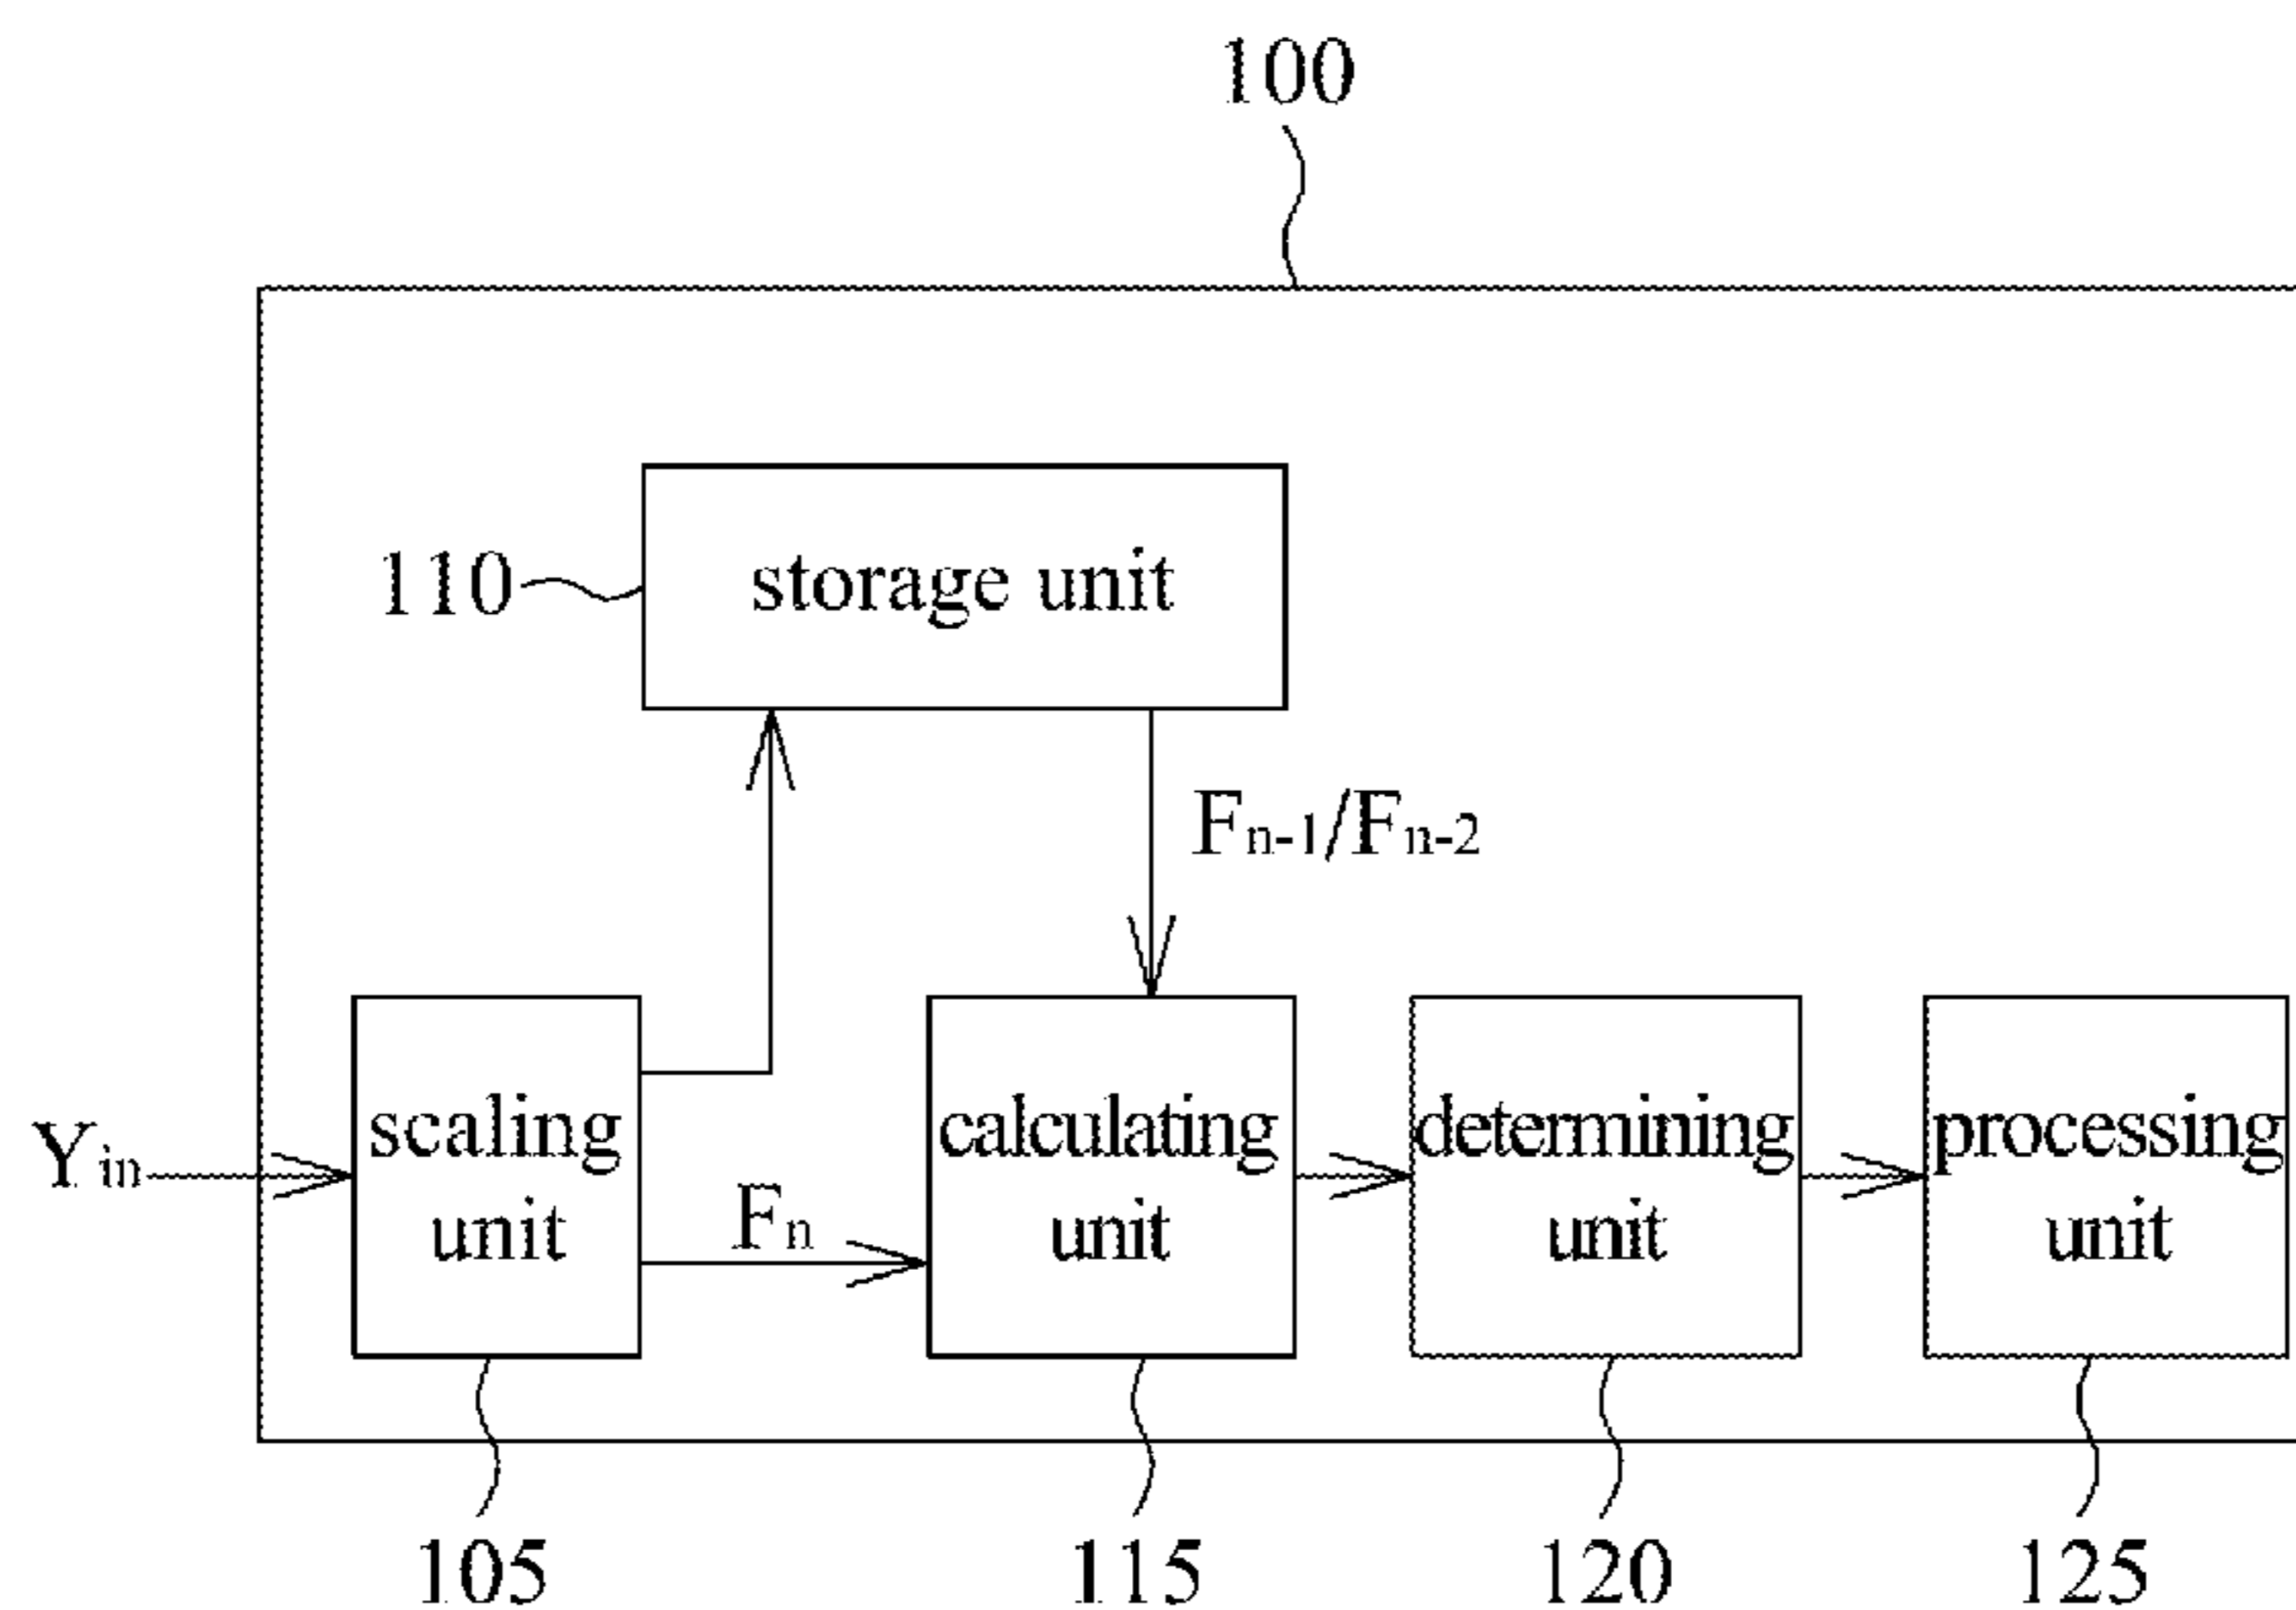 100
110
storage unit
Fn-1/Fn-2
Yin
scaling
unit
Fn
calculating
unit
determining
unit
processing
unit
105
115
120
125